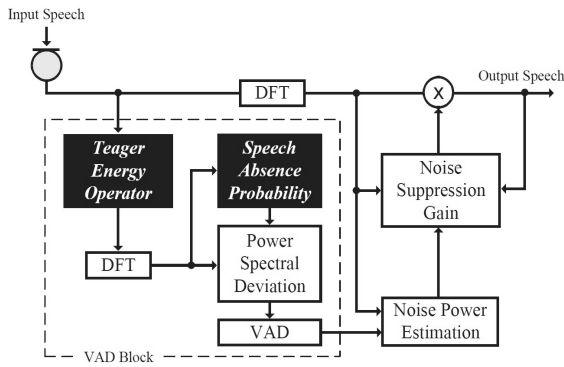 Input Speech
DFT
X
Output Speech
Teager
Energy
Operator
Speech
Absence
Probability
Noise
Suppression
Gain
DFT
Power
Spectral
Deviation
VAD
Noise Power
Estimation
VAD Block